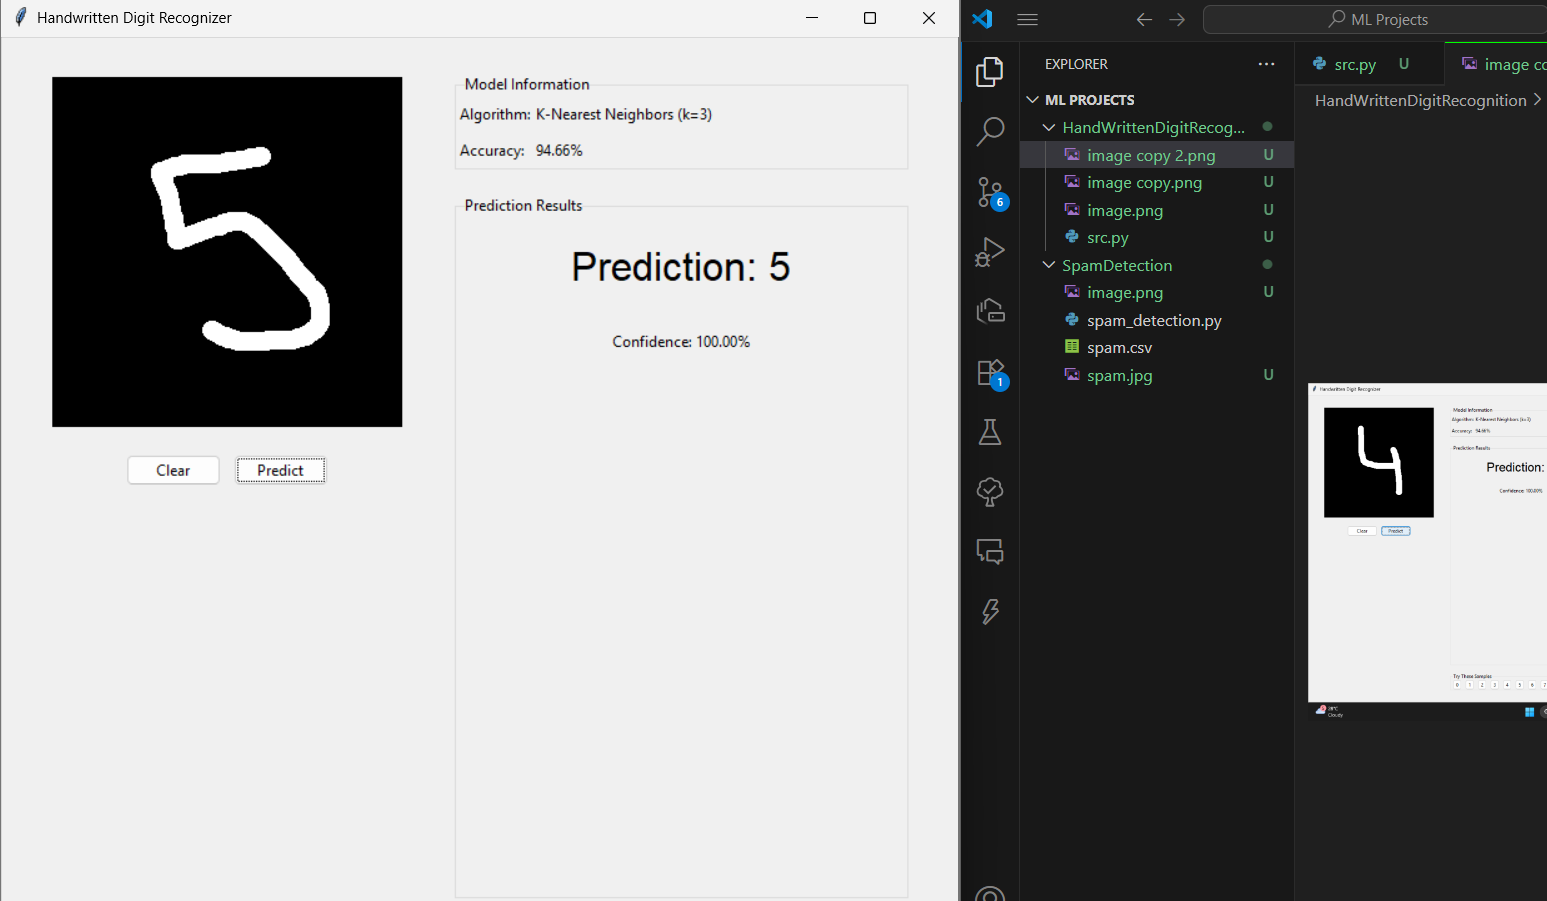 Handwritten Digit Recognizer
5
Clear
Predict
Model Information
Algorithm: K-Nearest Neighbors (k=3)
Accuracy: 94.66%
Prediction Results
Prediction: 5
Confidence: 100.00%
ML Projects
EXPLORER
ML PROJECTS
HandWrittenDigitRecog...
image copy 2.png U
image copy.png U
image.png U
src.py U
SpamDetection
image.png U
spam_detection.py
spam.csv
spam.jpg U
6
1
src.py U
image co
HandWrittenDigitRecognition
Handwritten Digit Recognizer
4
Clear
Predict
Model Information
Algorithm: K-Nearest Neighbors (k=3)
Accuracy: 94.66%
Prediction Results
Prediction:
Confidence: 100.00%
Try These Samples
0 1 2 3 4 5 6 7
Cloudy